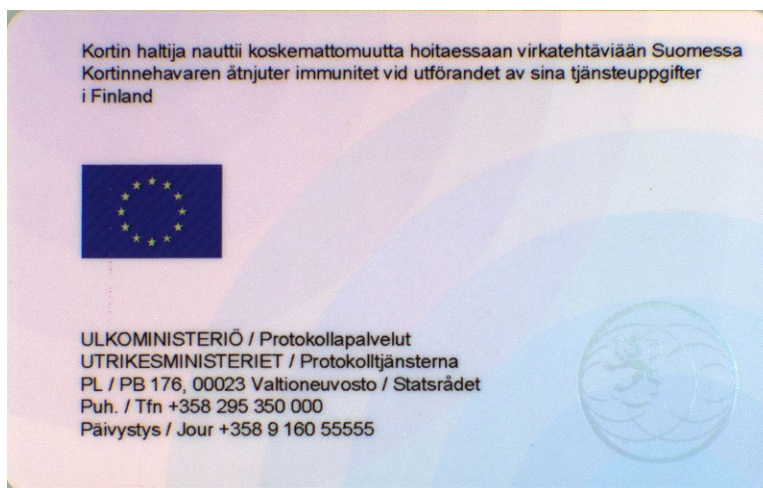 Kortin haltija nauttii koskemattomuutta hoitaessaan virkatehtäviään Suomessa
Kortinnehavaren åtnjuter immunitet vid utförandet av sina tjänsteuppgifter
i Finland
ULKOMINISTERIÖ / Protokollapalvelut
UTRIKESMINISTERIET / Protokolltjänsterna
PL / PB 176, 00023 Valtioneuvosto / Statsrådet
Puh. / Tfn +358 295 350 000
Päivystys / Jour +358 9 160 55555